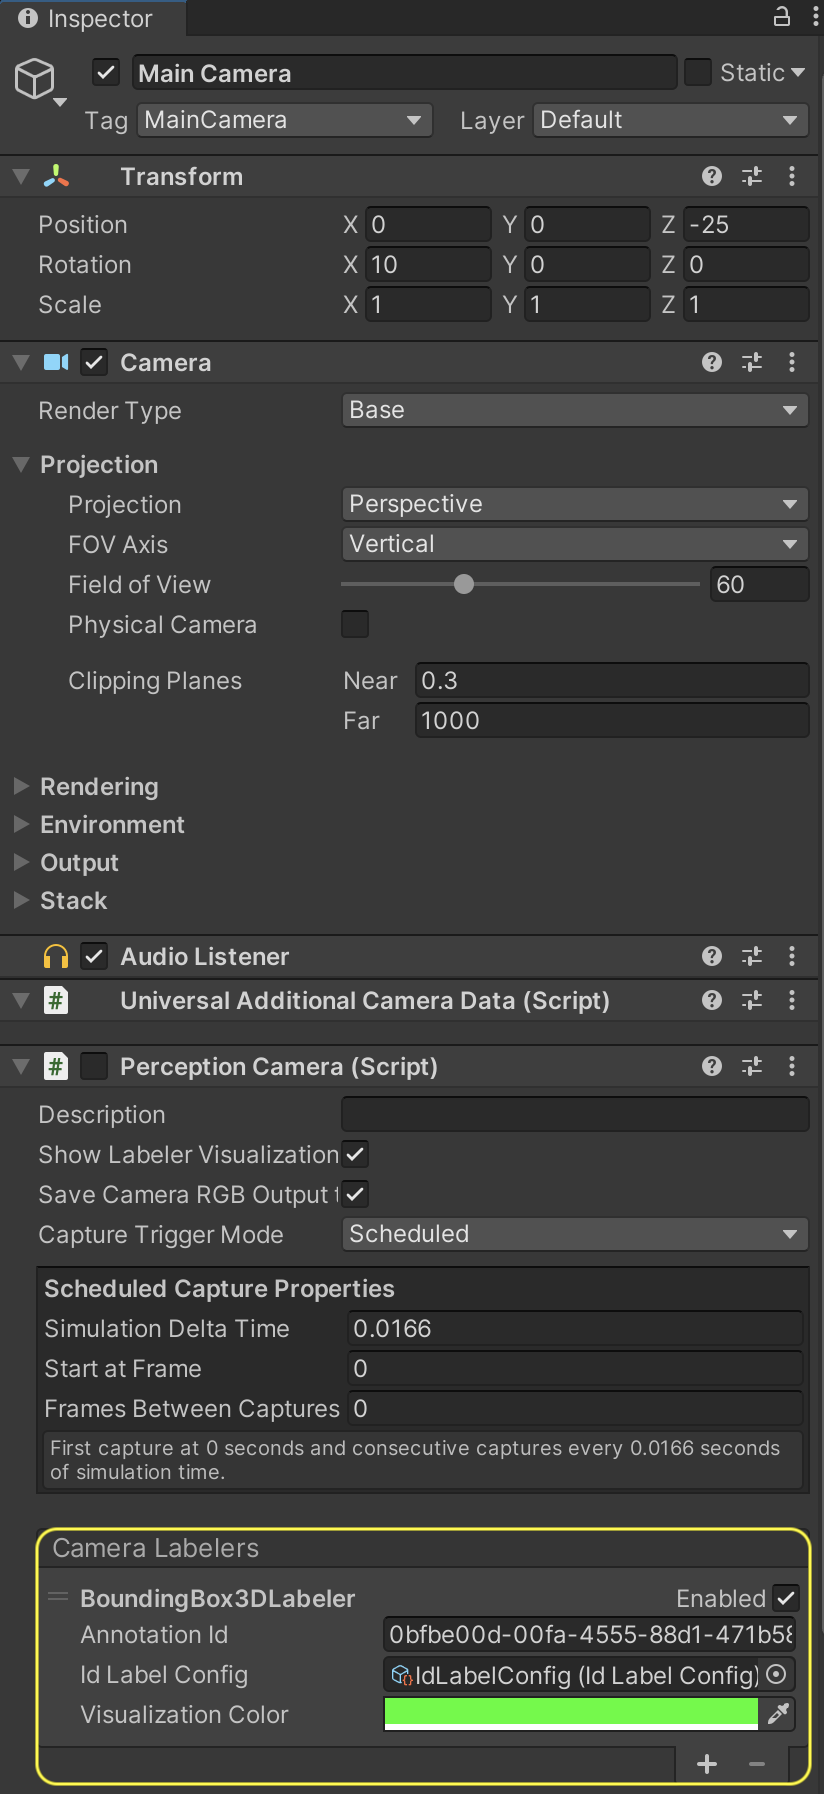 Inspector
Main Camera Static
Tag MainCamera Layer Default
Transform
Position X 0 Y 0 Z -25
Rotation X 10 Y 0 Z 0
Scale X 1 Y 1 Z 1
Camera
Render Type Base
Projection
Projection Perspective
FOV Axis Vertical
Field of View 60
Physical Camera
Clipping Planes Near 0.3
Far 1000
Rendering
Environment
Output
Stack
Audio Listener
# Universal Additional Camera Data (Script)
# Perception Camera (Script)
Description
Show Labeler Visualization
Save Camera RGB Output t
Capture Trigger Mode Scheduled
Scheduled Capture Properties
Simulation Delta Time 0.0166
Start at Frame 0
Frames Between Captures 0
First capture at 0 seconds and consecutive captures every 0.0166 seconds
of simulation time.
Camera Labelers
BoundingBox3DLabeler Enabled
Annotation Id 0bfbe00d-00fa-4555-88d1-471b58
Id Label Config IdLabelConfig (Id Label Config)
Visualization Color